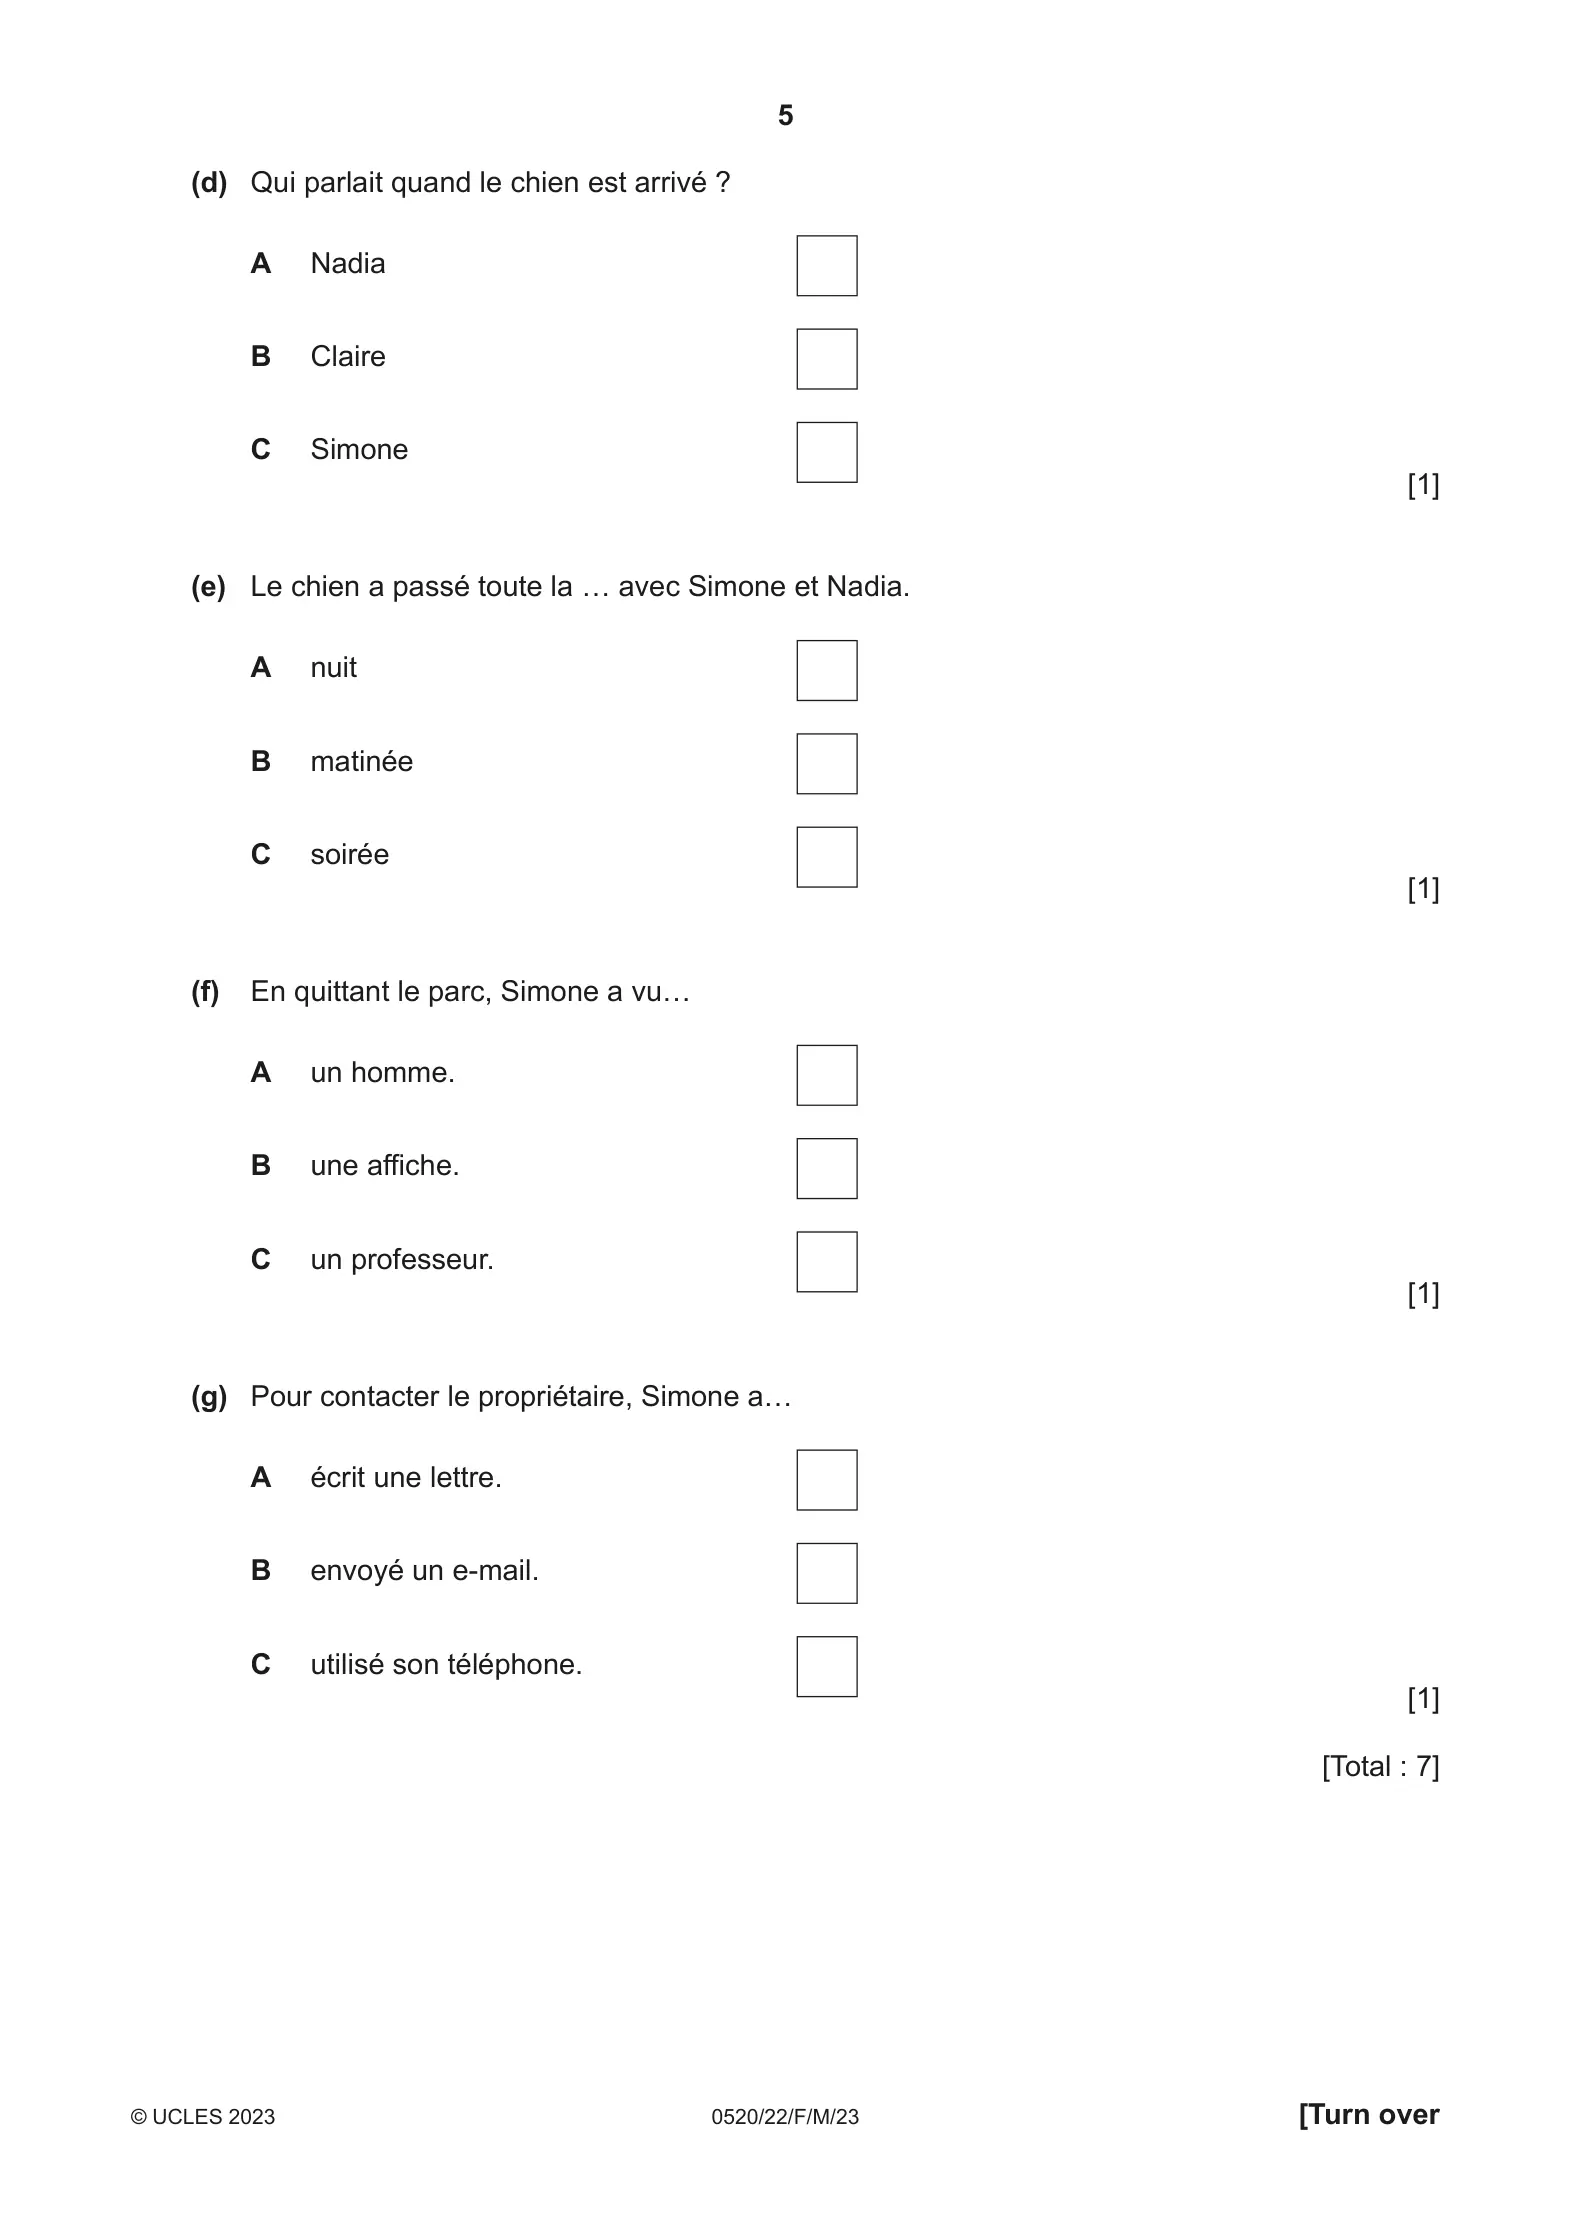 5
(d) Qui parlait quand le chien est arrivé ?
A Nadia
B Claire
C Simone
[1]
(e) Le chien a passé toute la … avec Simone et Nadia.
A nuit
B matinée
C soirée
[1]
(f) En quittant le parc, Simone a vu…
A un homme.
B une affiche.
C un professeur.
[1]
(g) Pour contacter le propriétaire, Simone a…
A écrit une lettre.
B envoyé un e-mail.
C utilisé son téléphone.
[1]
[Total : 7]
© UCLES 2023 0520/22/F/M/23 [Turn over